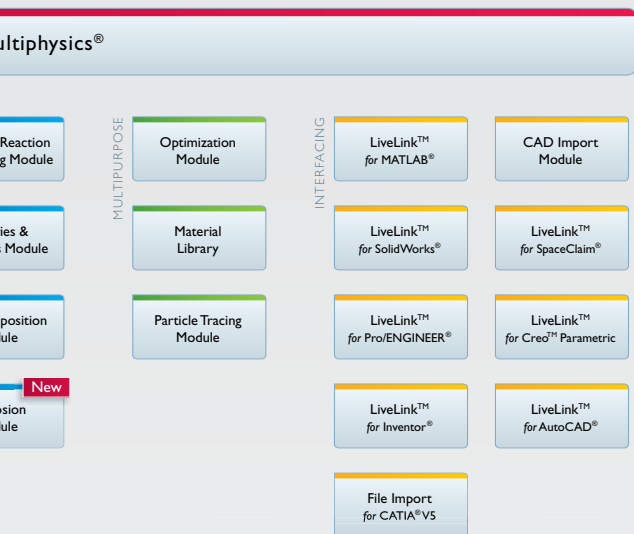 ultiphysics®
Reaction
g Module
ies &
s Module
position
ule
New
osion
ule
MULTIPURPOSE
Optimization
Module
Material
Library
Particle Tracing
Module
INTERFACING
LiveLink™
for MATLAB®
LiveLink™
for SolidWorks®
LiveLink™
for Pro/ENGINEER®
LiveLink™
for Inventor®
File Import
for CATIA® V5
CAD Import
Module
LiveLink™
for SpaceClaim®
LiveLink™
for Creo™ Parametric
LiveLink™
for AutoCAD®